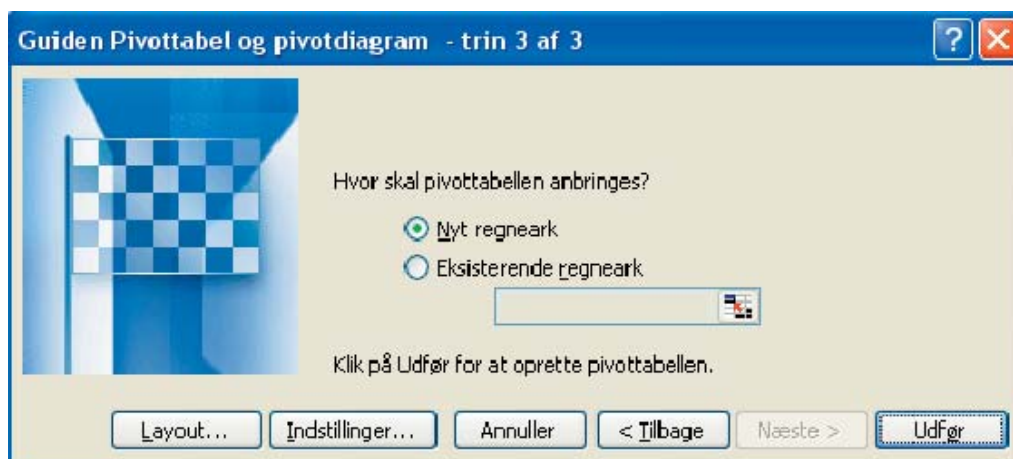 Guiden Pivottabel og pivotdiagram - trin 3 af 3
Hvor skal pivottabellen anbringes?
Nyt regneark
Eksisterende regneark
Klik på Udfør for at oprette pivottabellen.
Layout... Indstillinger... Annuller < Tilbage Næste > Udfør